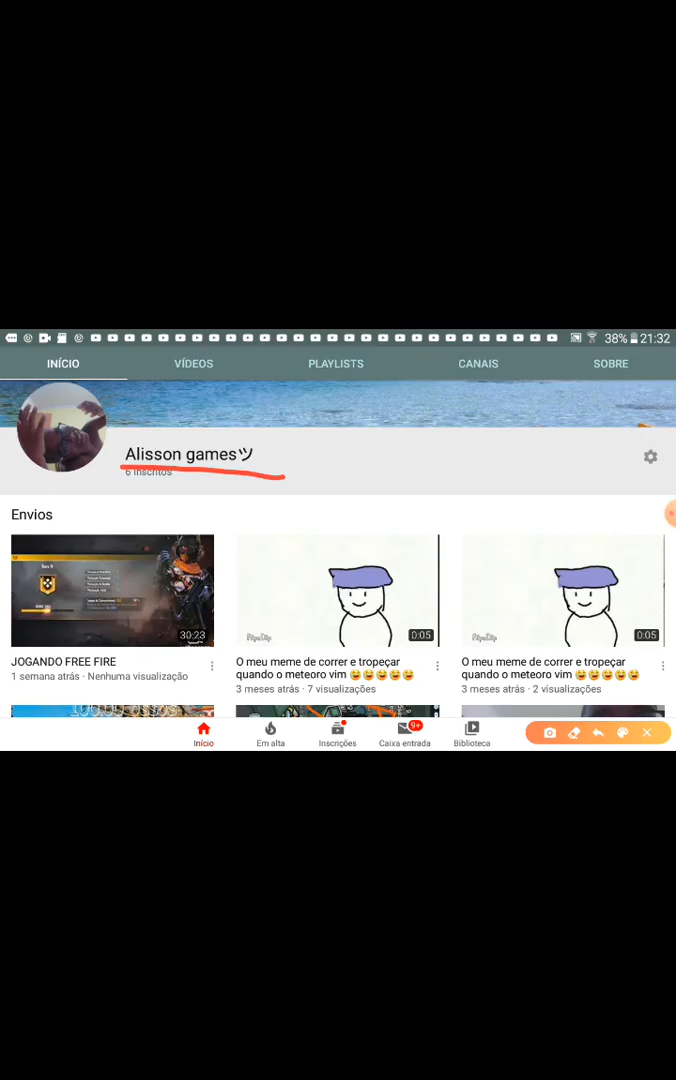 38% 21:32
INÍCIO VÍDEOS PLAYLISTS CANAIS SOBRE
Alisson gamesツ
6 inscritos
Envios
30:23
FlipaClip 0:05
FlipaClip 0:05
JOGANDO FREE FIRE
1 semana atrás · Nenhuma visualização
O meu meme de correr e tropeçar
quando o meteoro vim 😂😂😂😂😂
3 meses atrás · 7 visualizações
O meu meme de correr e tropeçar
quando o meteoro vim 😂😂😂😂😂
3 meses atrás · 2 visualizações
9+
Início Em alta Inscrições Caixa entrada Biblioteca